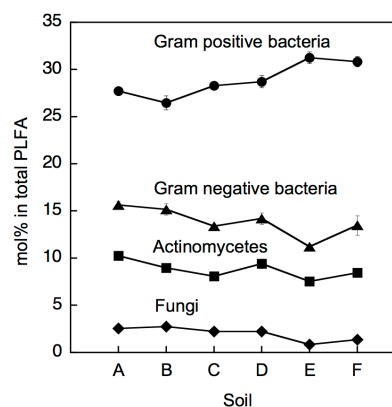 35
Gram positive bacteria
30
25
20
mol% in total PLFA
Gram negative bacteria
15
Actinomycetes
10
5
Fungi
0
A B C D E F
Soil